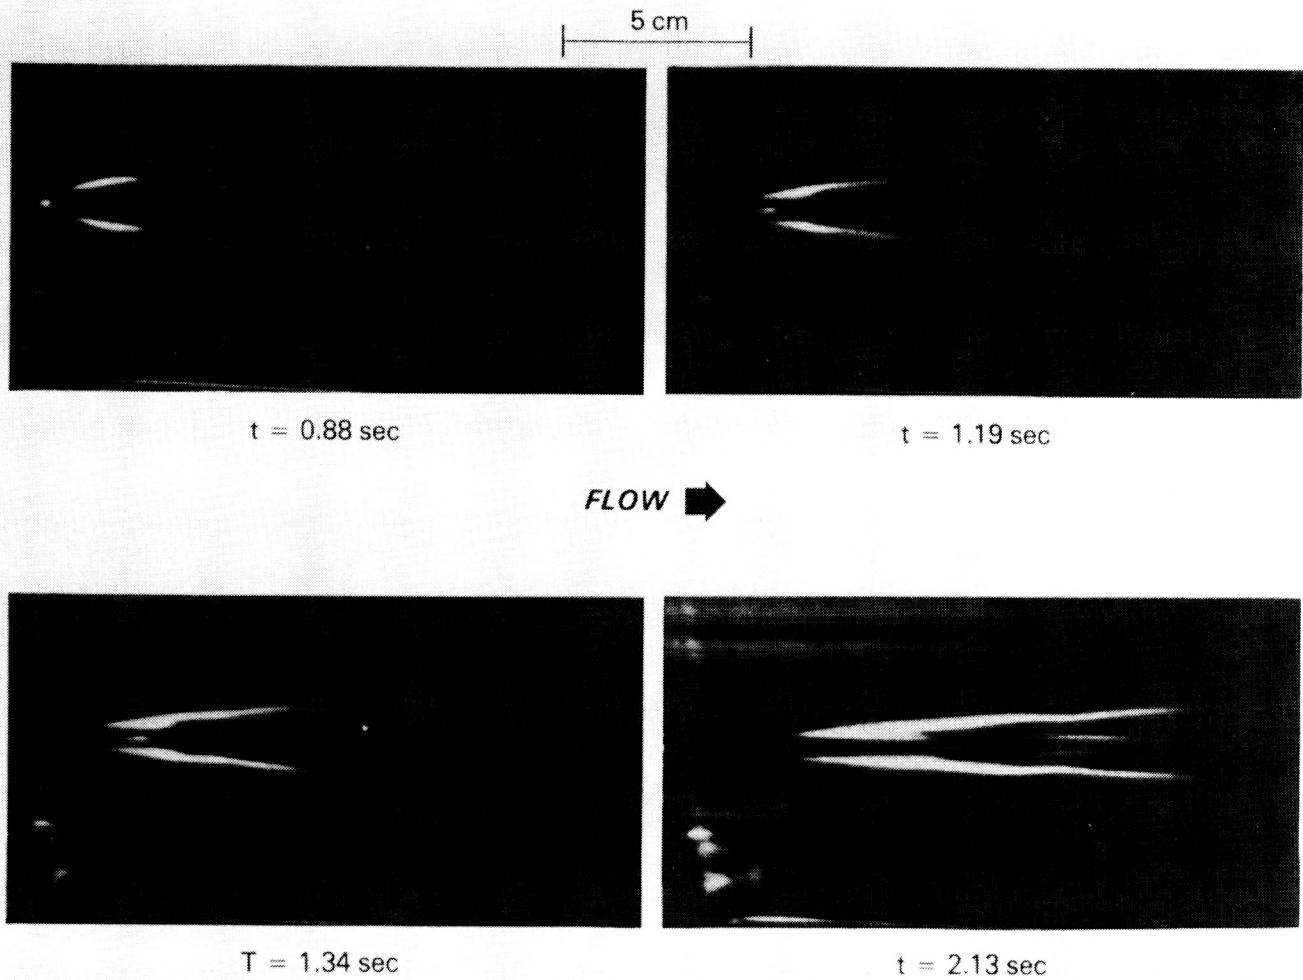 5 cm
t = 0.88 sec
t = 1.19 sec
FLOW
T = 1.34 sec
t = 2.13 sec